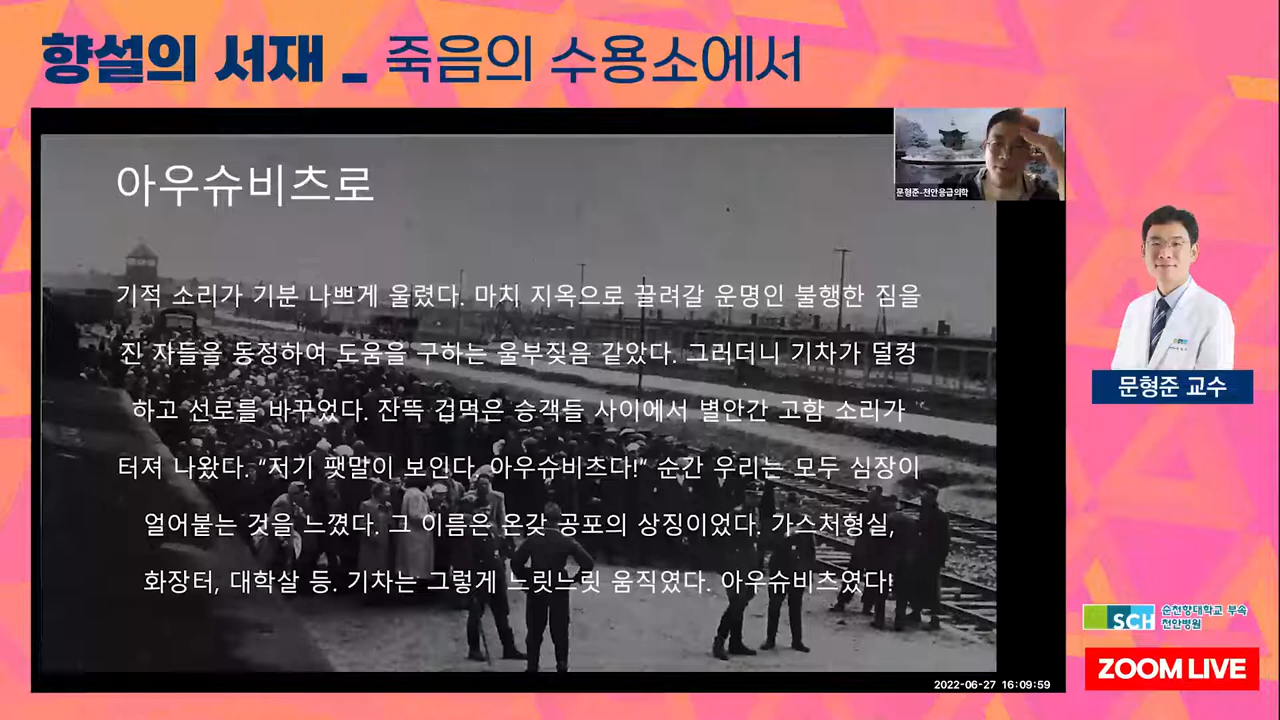 향설의 서재 _ 죽음의 수용소에서
아우슈비츠로
문형준-천안응급의학
기적 소리가 기분 나쁘게 울렸다. 마치 지옥으로 끌려갈 운명인 불행한 짐을
진 자들을 동정하여 도움을 구하는 울부짖음 같았다. 그러더니 기차가 덜컹
하고 선로를 바꾸었다. 잔뜩 겁먹은 승객들 사이에서 별안간 고함 소리가
터져 나왔다. “저기 팻말이 보인다. 아우슈비츠다!” 순간 우리는 모두 심장이
얼어붙는 것을 느꼈다. 그 이름은 온갖 공포의 상징이었다. 가스처형실,
화장터, 대학살 등. 기차는 그렇게 느릿느릿 움직였다. 아우슈비츠였다!
문형준 교수
SCH 순천향대학교 부속
천안병원
ZOOM LIVE
2022-06-27 16:09:59